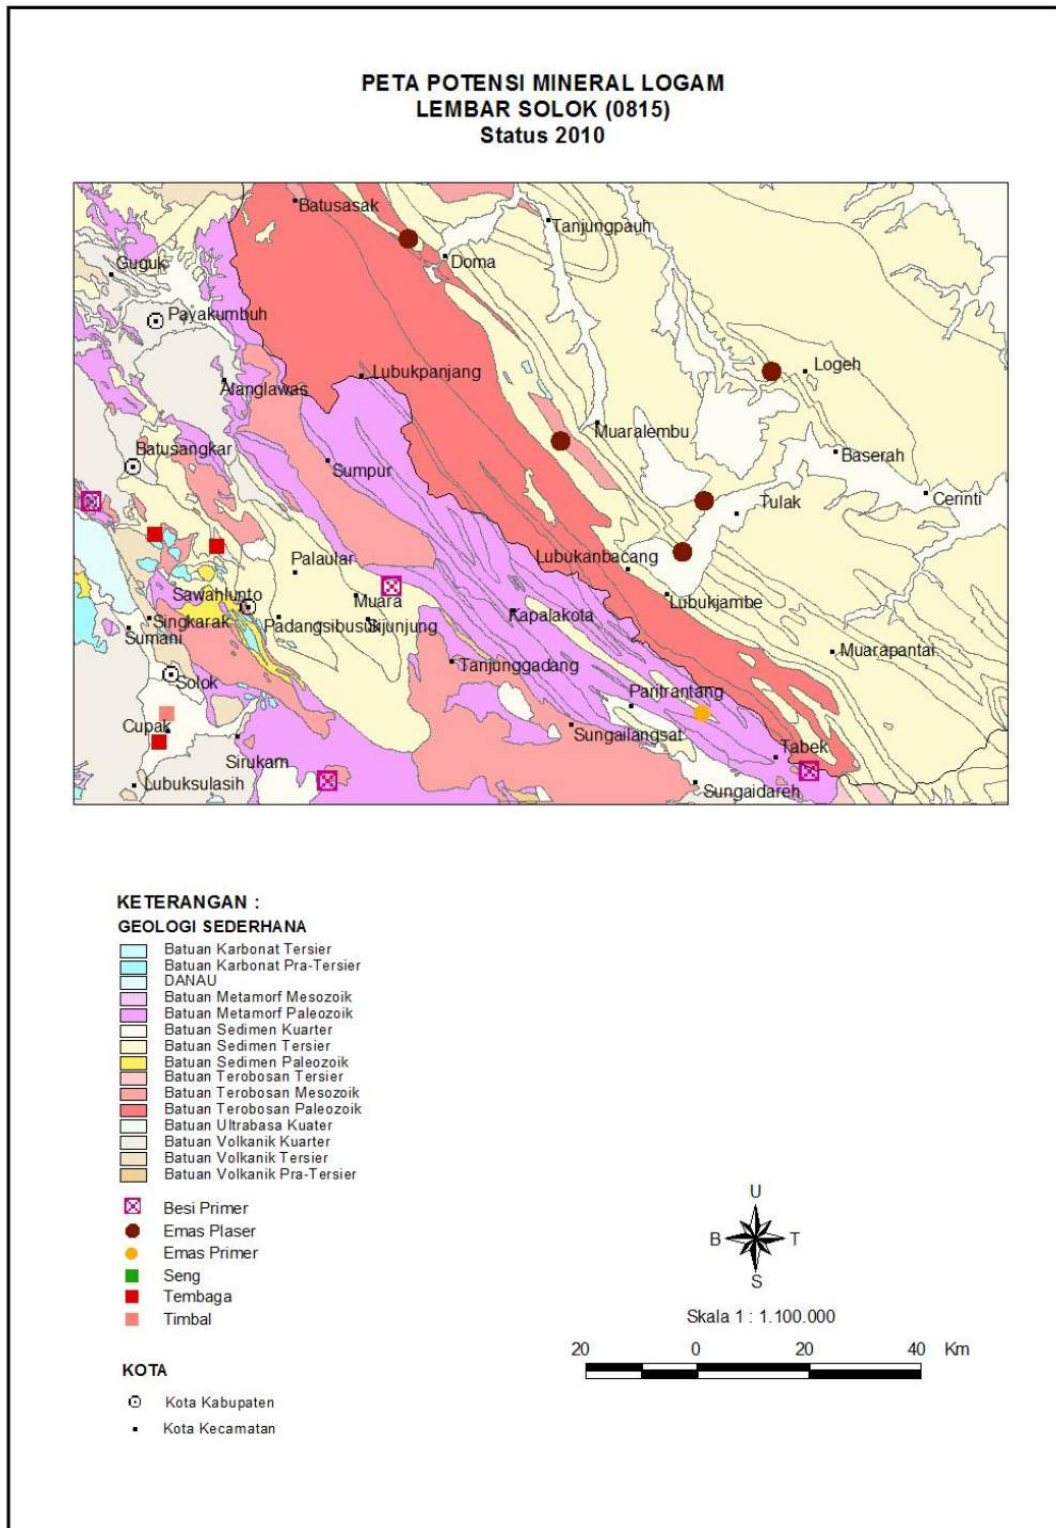 PETA POTENSI MINERAL LOGAM
LEMBAR SOLOK (0815)
Status 2010
Batusasak
Tanjungpauh
Doma
Guguk
Payakumbuh
Lubukpanjang
Logeh
Alanglawas
Muaralembu
Batusangkar
Sumpur
Baserah
Cerinti
Tulak
Palaular
Lubukanbacang
Sawahlunto
Muara
Lubukjambe
Singkarak
Padangsibusuk
Sijunjung
Kapalakota
Sumani
Muarapantai
Tanjunggadang
Solok
Paritrantang
Cupak
Sungailangsat
Sirukam
Tabek
Lubuksulasih
Sungaidareh
KETERANGAN :
GEOLOGI SEDERHANA
Batuan Karbonat Tersier
Batuan Karbonat Pra-Tersier
DANAU
Batuan Metamorf Mesozoik
Batuan Metamorf Paleozoik
Batuan Sedimen Kuarter
Batuan Sedimen Tersier
Batuan Sedimen Paleozoik
Batuan Terobosan Tersier
Batuan Terobosan Mesozoik
Batuan Terobosan Paleozoik
Batuan Ultrabasa Kuater
Batuan Volkanik Kuarter
Batuan Volkanik Tersier
Batuan Volkanik Pra-Tersier
Besi Primer
Emas Plaser
Emas Primer
Seng
Tembaga
Timbal
KOTA
Kota Kabupaten
Kota Kecamatan
U
B T
S
Skala 1 : 1.100.000
20 0 20 40 Km